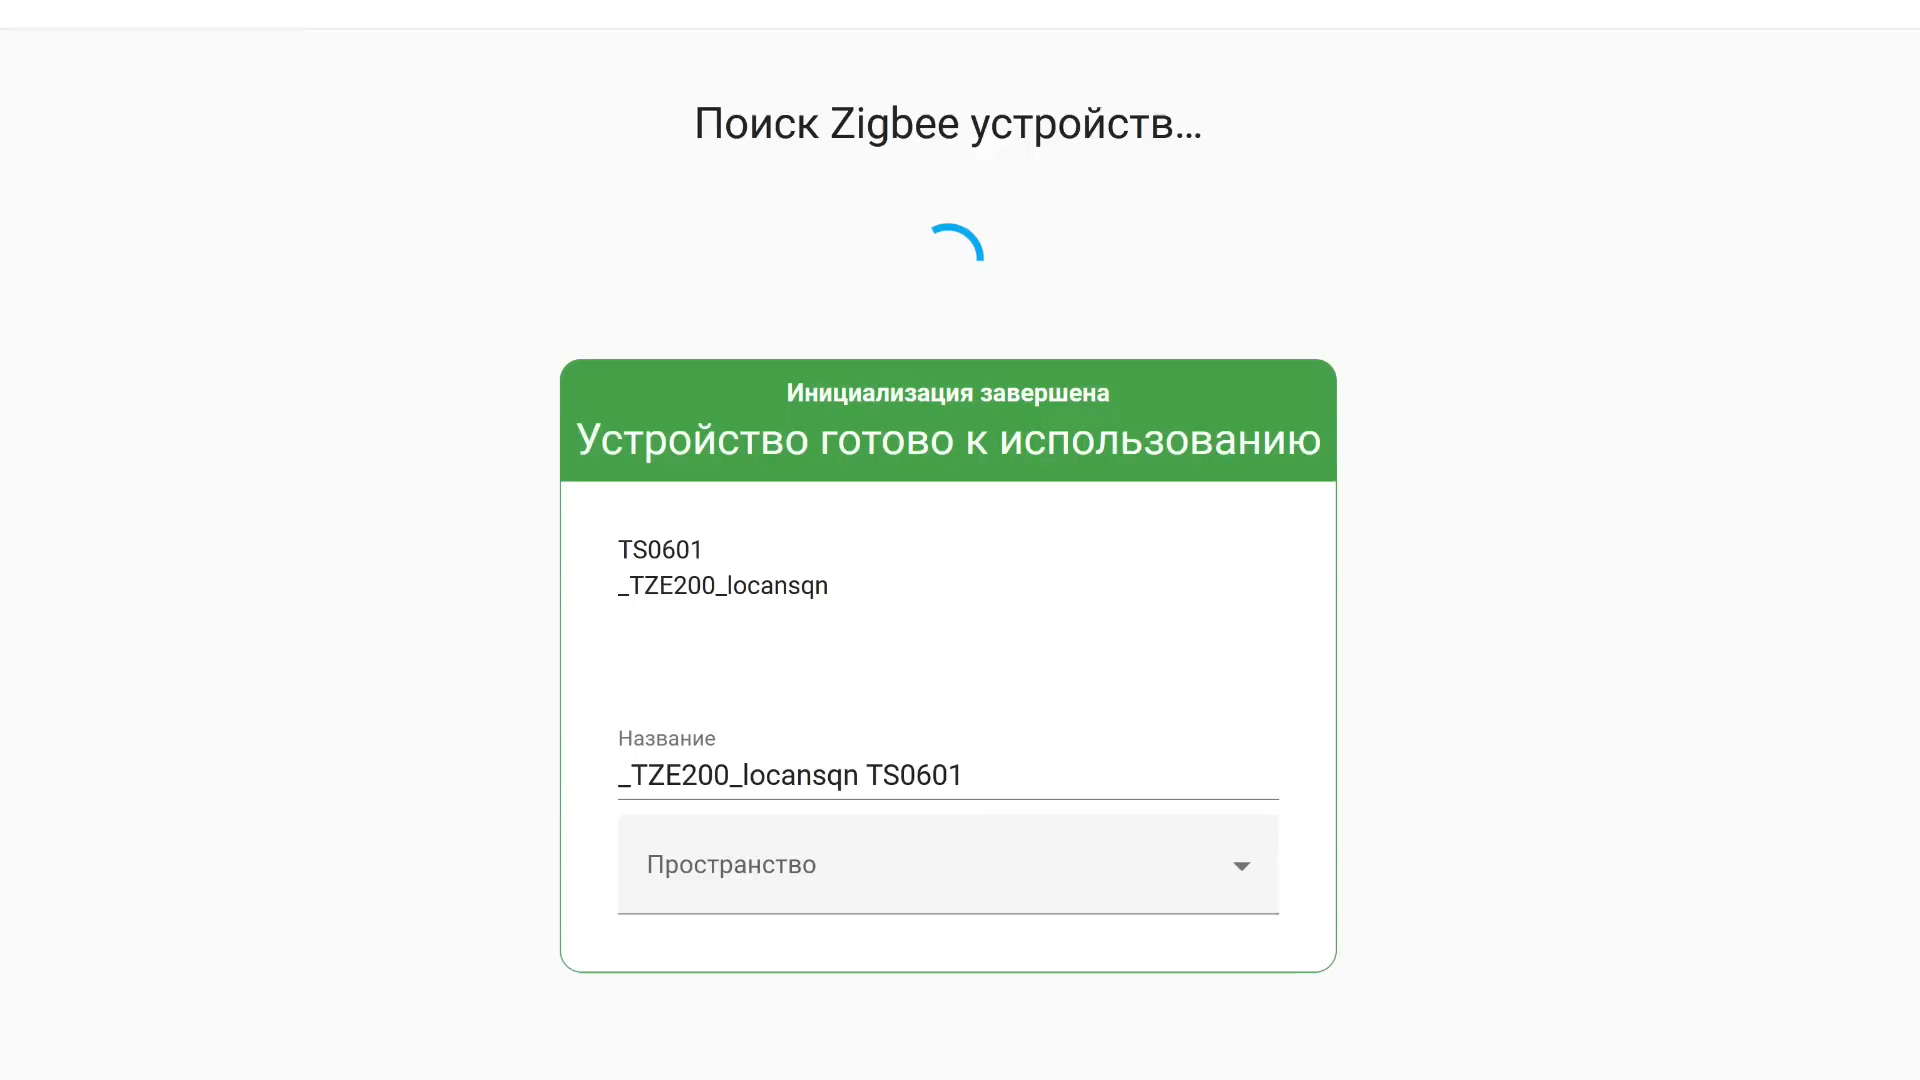 Поиск Zigbee устройств...
Инициализация завершена
Устройство готово к использованию
TS0601
_TZE200_locansqn
Название
_TZE200_locansqn TS0601
Пространство